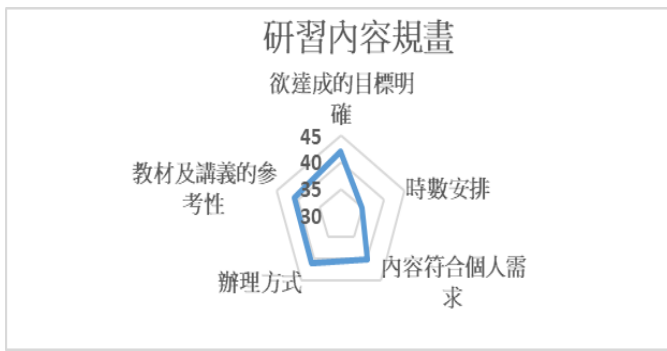 研習內容規畫
欲達成的目標明
確
45
40
35
30
教材及講義的參
考性
時數安排
辦理方式
內容符合個人需
求